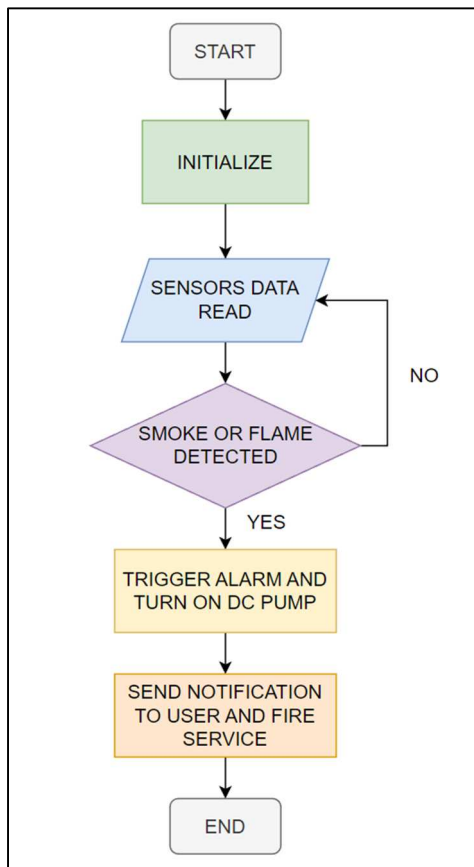 START
INITIALIZE
SENSORS DATA
READ
NO
SMOKE OR FLAME
DETECTED
YES
TRIGGER ALARM AND
TURN ON DC PUMP
SEND NOTIFICATION
TO USER AND FIRE
SERVICE
END